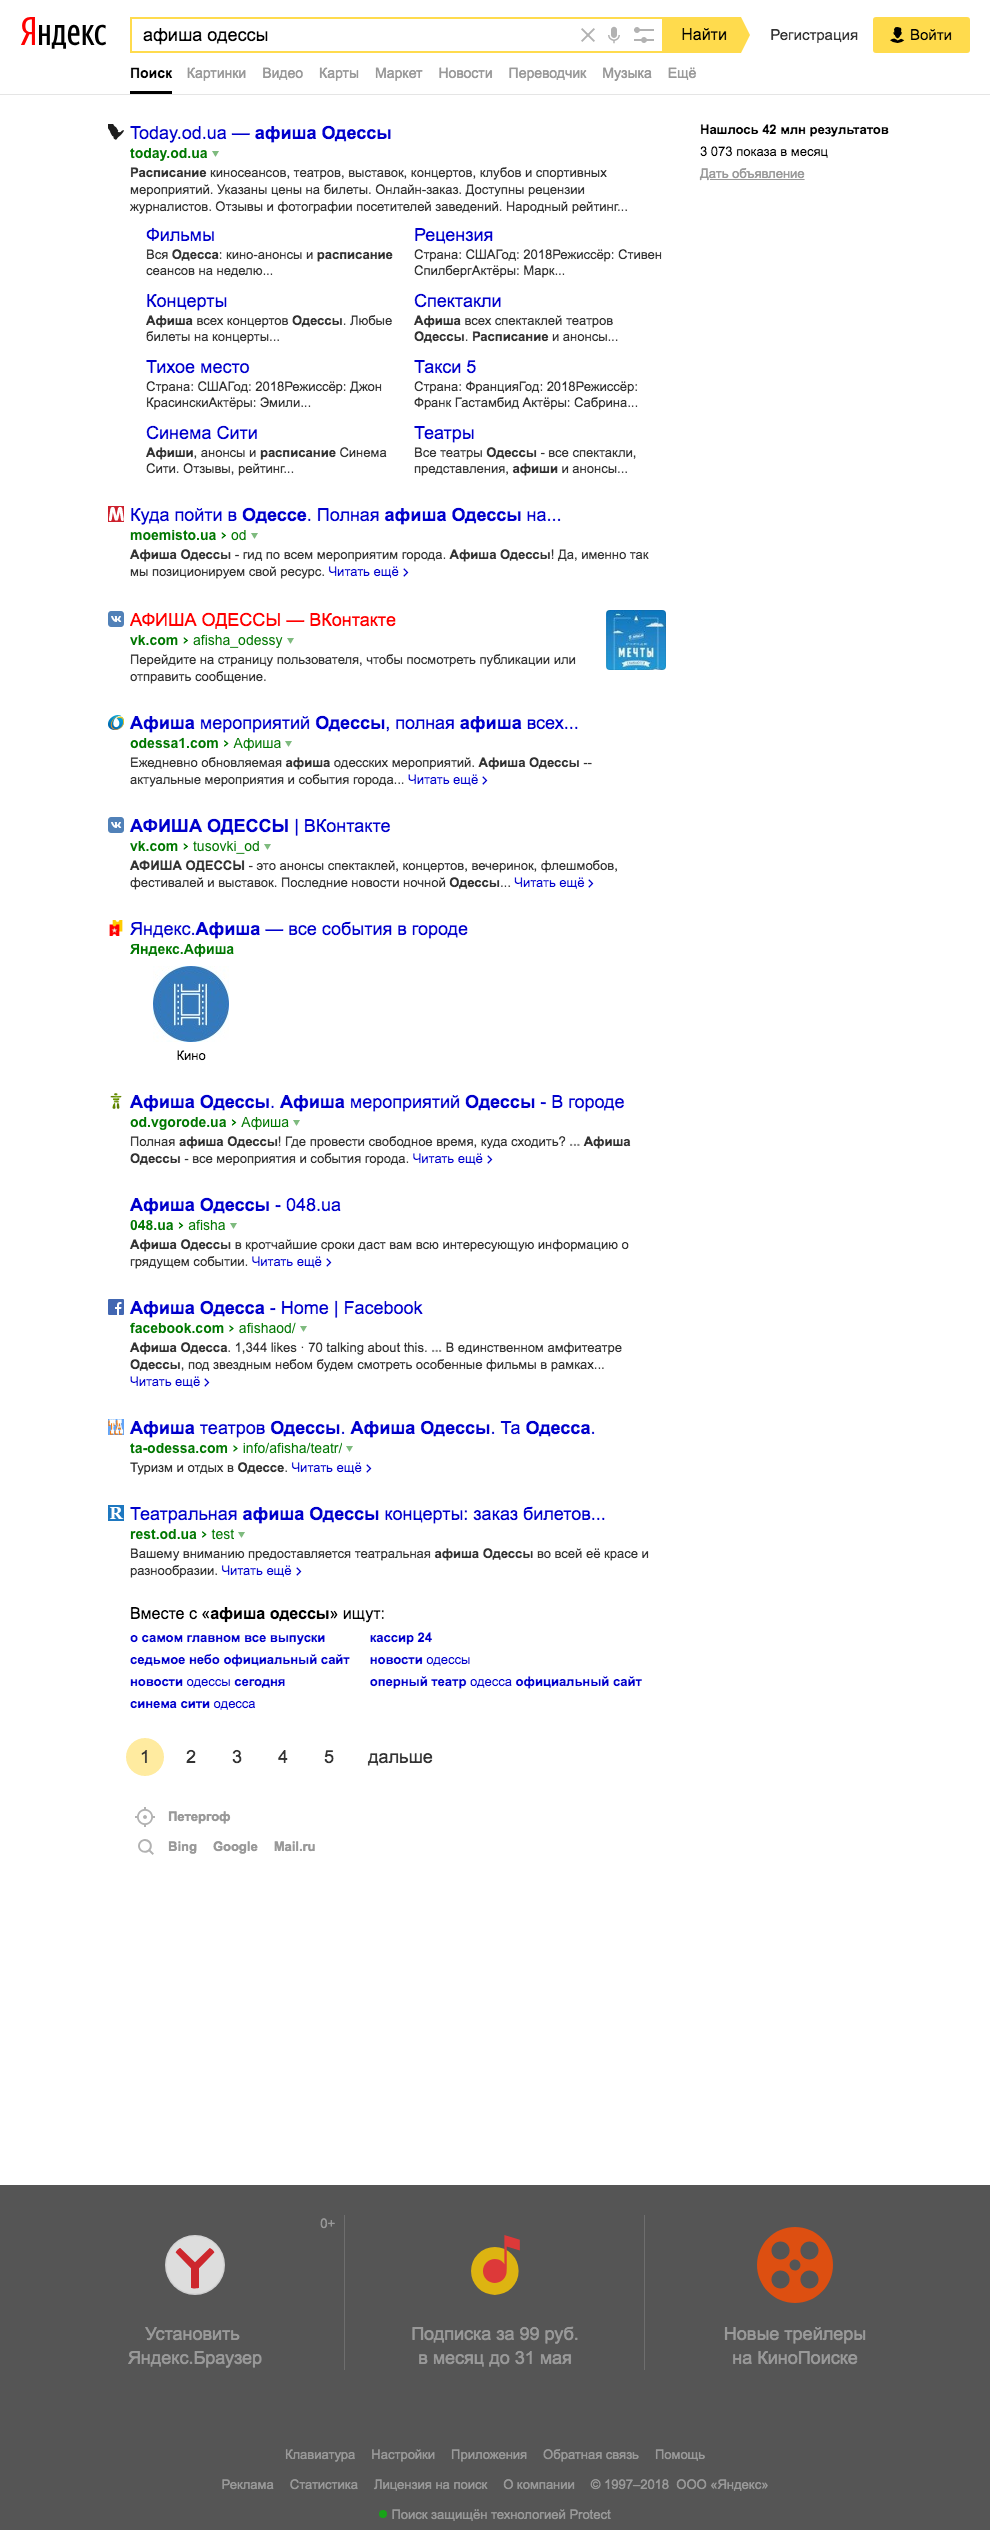 Яндекс
афиша одессы
Найти
Регистрация
Войти
Поиск Картинки Видео Карты Маркет Новости Переводчик Музыка Ещё
Today.od.ua — афиша Одессы
today.od.ua
Расписание киносеансов, театров, выставок, концертов, клубов и спортивных
мероприятий. Указаны цены на билеты. Онлайн-заказ. Доступны рецензии
журналистов. Отзывы и фотографии посетителей заведений. Народный рейтинг...
Фильмы
Вся Одесса: кино-анонсы и расписание
сеансов на неделю...
Рецензия
Страна: СШАГод: 2018Режиссёр: Стивен
СпилбергАктёры: Марк...
Концерты
Афиша всех концертов Одессы. Любые
билеты на концерты...
Спектакли
Афиша всех спектаклей театров
Одессы. Расписание и анонсы...
Тихое место
Страна: СШАГод: 2018Режиссёр: Джон
КрасинскиАктёры: Эмили...
Такси 5
Страна: ФранцияГод: 2018Режиссёр:
Франк Гастамбид Актёры: Сабрина...
Синема Сити
Афиши, анонсы и расписание Синема
Сити. Отзывы, рейтинг...
Театры
Все театры Одессы - все спектакли,
представления, афиши и анонсы...
Нашлось 42 млн результатов
3 073 показа в месяц
Дать объявление
Куда пойти в Одессе. Полная афиша Одессы на...
moemisto.ua › od
Афиша Одессы - гид по всем мероприятим города. Афиша Одессы! Да, именно так
мы позиционируем свой ресурс. Читать ещё ›
АФИША ОДЕССЫ — ВКонтакте
vk.com › afisha_odessy
Перейдите на страницу пользователя, чтобы посмотреть публикации или
отправить сообщение.
МЕЧТЫ
Афиша мероприятий Одессы, полная афиша всех...
odessa1.com › Афиша
Ежедневно обновляемая афиша одесских мероприятий. Афиша Одессы --
актуальные мероприятия и события города... Читать ещё ›
АФИША ОДЕССЫ | ВКонтакте
vk.com › tusovki_od
АФИША ОДЕССЫ - это анонсы спектаклей, концертов, вечеринок, флешмобов,
фестивалей и выставок. Последние новости ночной Одессы... Читать ещё ›
Яндекс.Афиша — все события в городе
Яндекс.Афиша
Кино
Афиша Одессы. Афиша мероприятий Одессы - В городе
od.vgorode.ua › Афиша
Полная афиша Одессы! Где провести свободное время, куда сходить? ... Афиша
Одессы - все мероприятия и события города. Читать ещё ›
Афиша Одессы - 048.ua
048.ua › afisha
Афиша Одессы в кротчайшие сроки даст вам всю интересующую информацию о
грядущем событии. Читать ещё ›
Афиша Одесса - Home | Facebook
facebook.com › afishaod/
Афиша Одесса. 1,344 likes · 70 talking about this. ... В единственном амфитеатре
Одессы, под звездным небом будем смотреть особенные фильмы в рамках...
Читать ещё ›
Афиша театров Одессы. Афиша Одессы. Та Одесса.
ta-odessa.com › info/afisha/teatr/
Туризм и отдых в Одессе. Читать ещё ›
Театральная афиша Одессы концерты: заказ билетов...
rest.od.ua › test
Вашему вниманию предоставляется театральная афиша Одессы во всей её красе и
разнообразии. Читать ещё ›
Вместе с «афиша одессы» ищут:
о самом главном все выпуски
кассир 24
седьмое небо официальный сайт
новости одессы
новости одессы сегодня
оперный театр одесса официальный сайт
синема сити одесса
1 2 3 4 5 дальше
Петергоф
Bing Google Mail.ru
0+
Установить
Яндекс.Браузер
Подписка за 99 руб.
в месяц до 31 мая
Новые трейлеры
на КиноПоиске
Клавиатура Настройки Приложения Обратная связь Помощь
Реклама Статистика Лицензия на поиск О компании © 1997–2018 ООО «Яндекс»
Поиск защищён технологией Protect